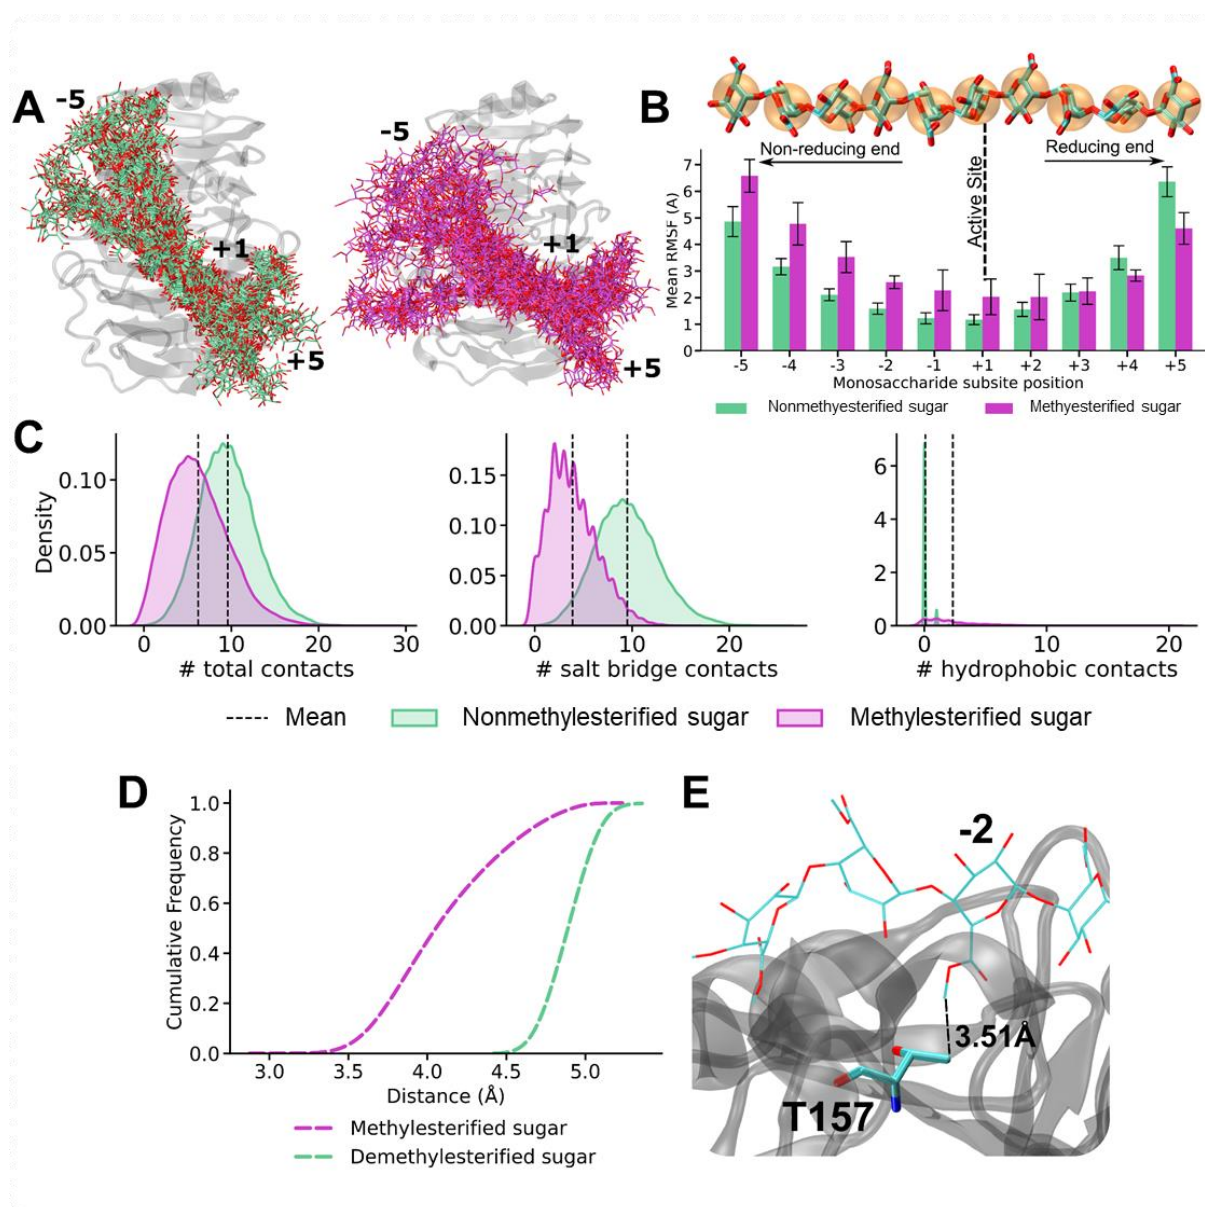 A
-5
+1
+5
-5
+1
+5
B
Non-reducing end
Reducing end
Active Site
Mean RMSF (A)
7
6
5
4
3
2
1
0
-5 -4 -3 -2 -1 +1 +2 +3 +4 +5
Monosaccharide subsite position
Nonmethyesterified sugar
Methyesterified sugar
C
Density
0.10
0.05
0.00
0 10 20 30
# total contacts
0.15
0.10
0.05
0.00
0 10 20
# salt bridge contacts
6
4
2
0
0 10 20
# hydrophobic contacts
Mean
Nonmethylesterified sugar
Methylesterified sugar
D
Cumulative Frequency
1.0
0.8
0.6
0.4
0.2
0.0
3.0 3.5 4.0 4.5 5.0
Distance (Å)
Methylesterified sugar
Demethylesterified sugar
E
-2
3.51Å
T157